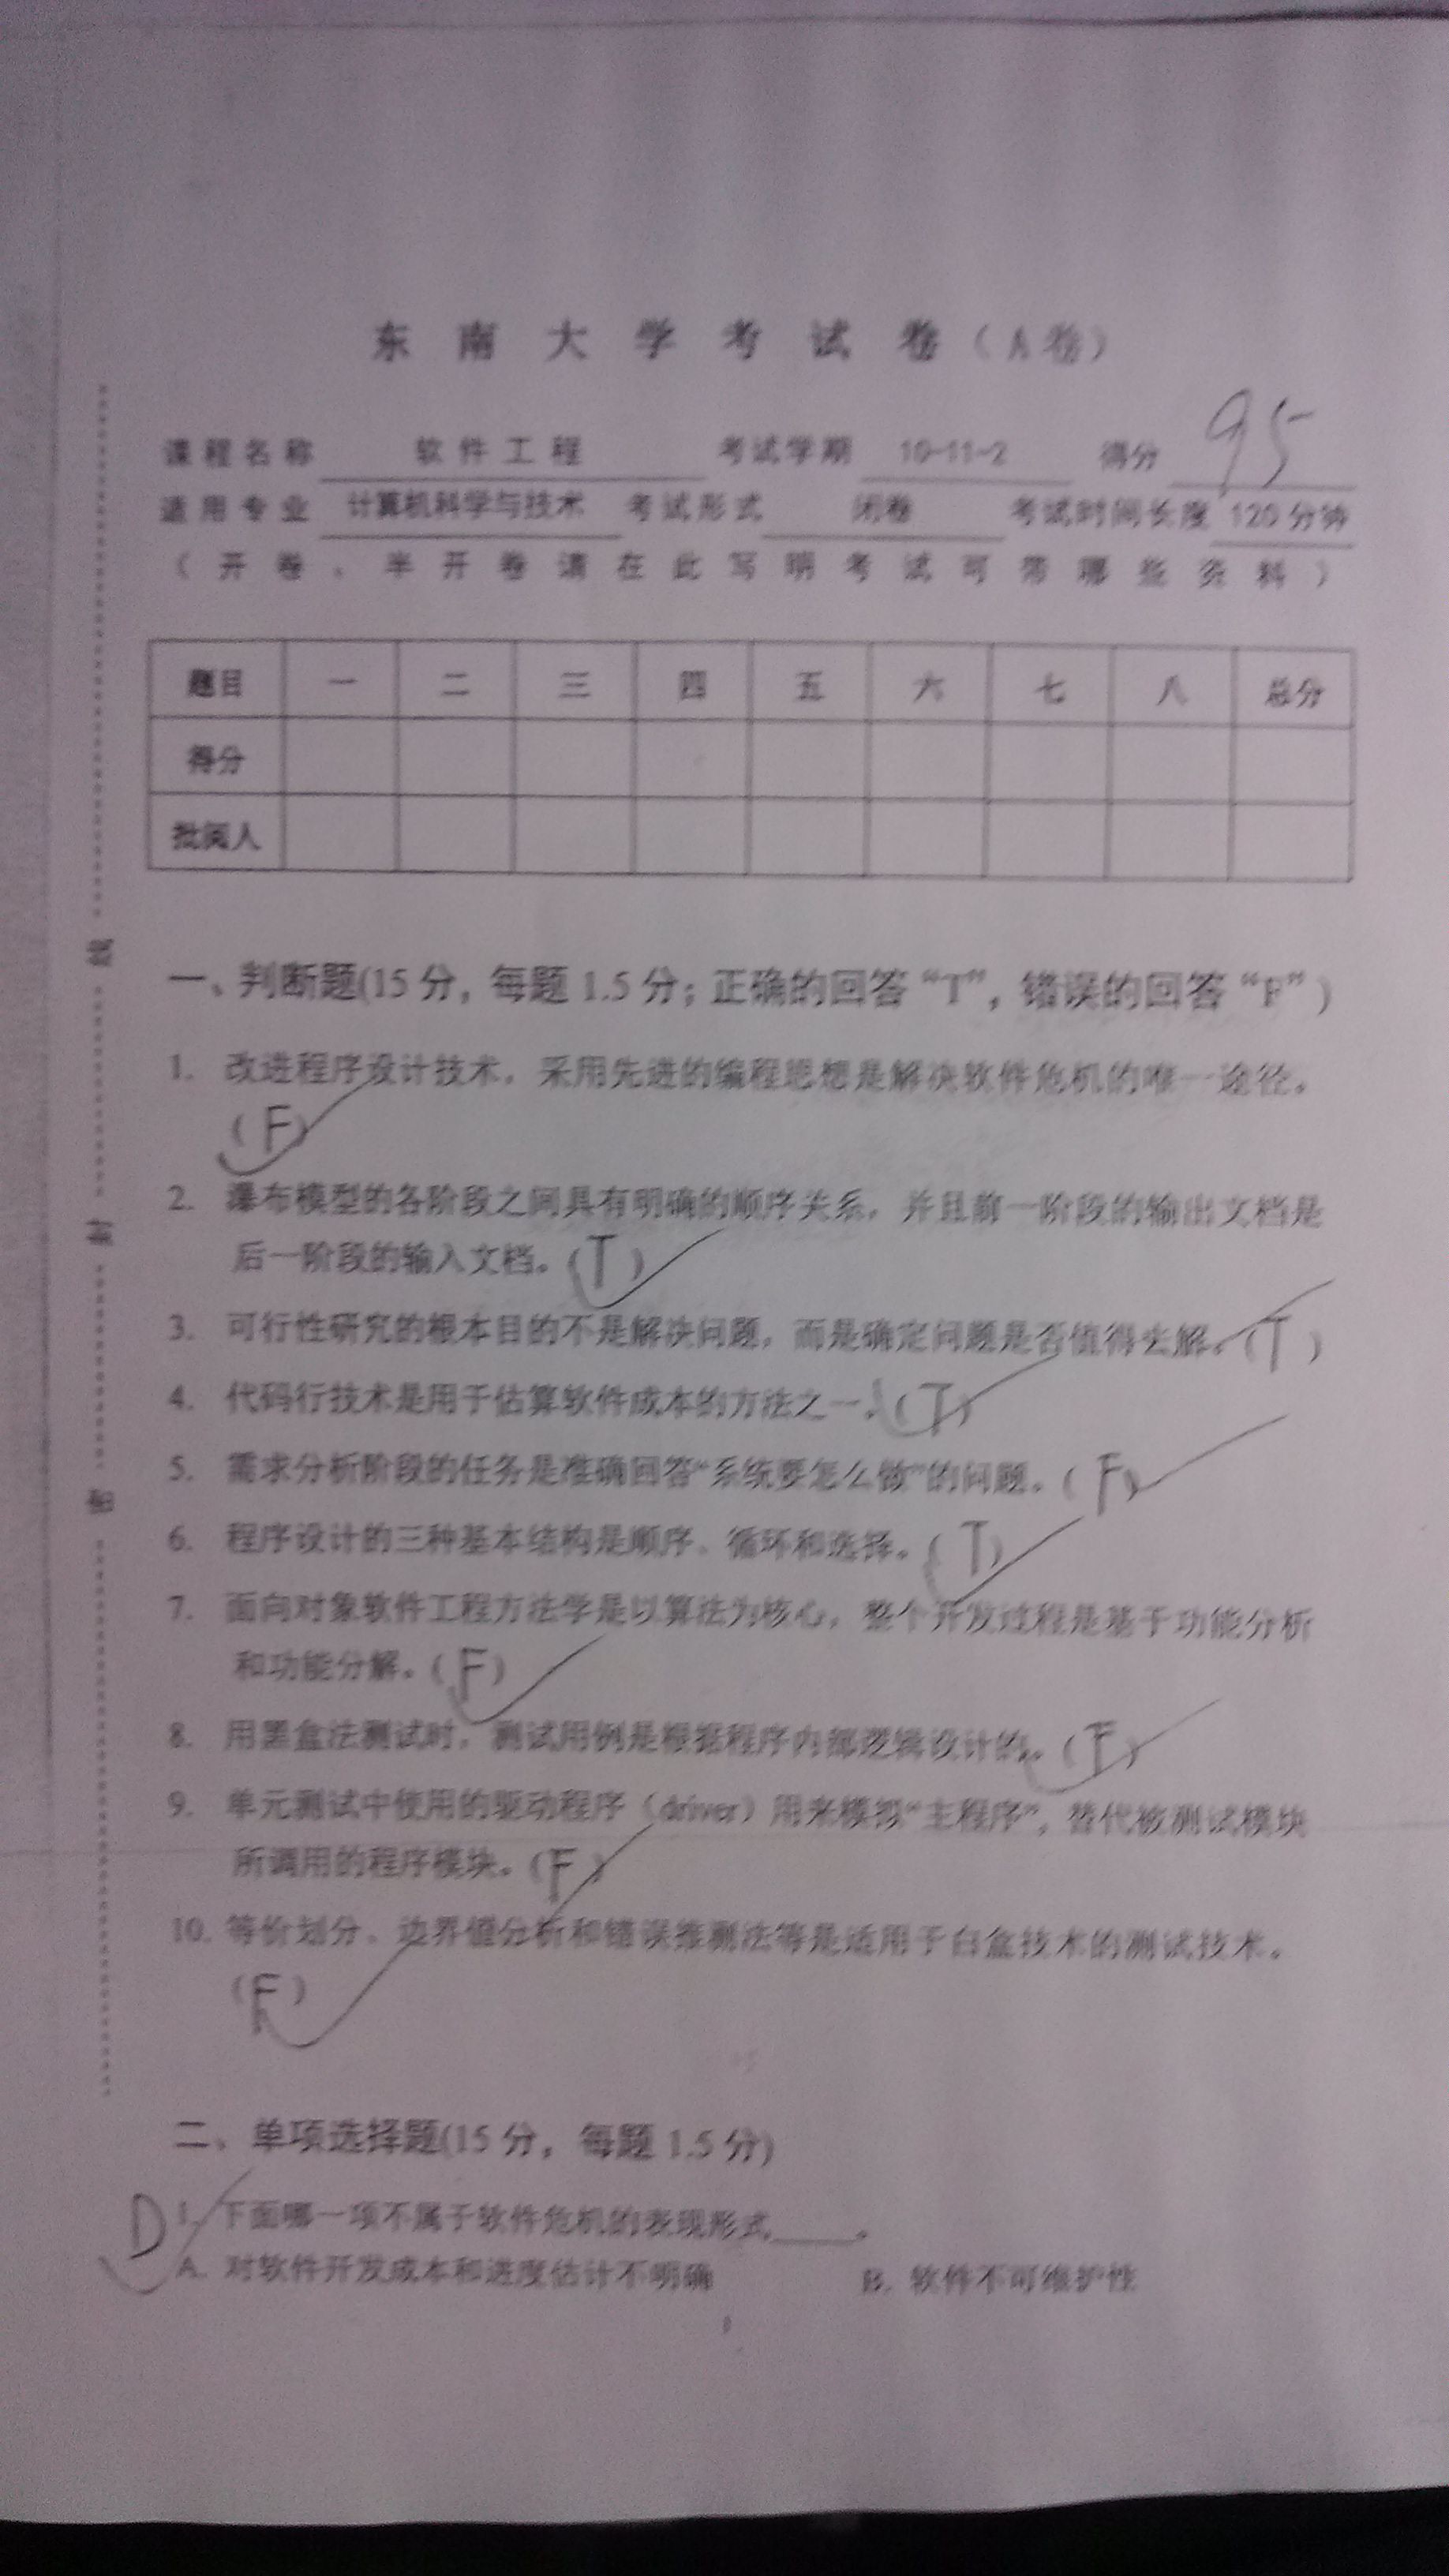 东南大学考试卷（A卷）
课程名称 软件工程 考试学期 10-11-2 得分 95
适用专业 计算机科学与技术 考试形式 闭卷 考试时间长度 120分钟
（开卷、半开卷请在此写明考试可带哪些资料）
题目 一 二 三 四 五 六 七 八 总分
得分
批阅人
一、判断题(15分，每题1.5分；正确的回答“T”，错误的回答“F”)
1. 改进程序设计技术，采用先进的编程思想是解决软件危机的唯一途径。
(F)
2. 瀑布模型的各阶段之间具有明确的顺序关系，并且前一阶段的输出文档是
后一阶段的输入文档。(T)
3. 可行性研究的根本目的不是解决问题，而是确定问题是否值得去解。(T)
4. 代码行技术是用于估算软件成本的方法之一。(T)
5. 需求分析阶段的任务是准确回答“系统要怎么做”的问题。(F)
6. 程序设计的三种基本结构是顺序、循环和选择。(T)
7. 面向对象软件工程方法学是以算法为核心，整个开发过程是基于功能分析
和功能分解。(F)
8. 用黑盒法测试时，测试用例是根据程序内部逻辑设计的。(F)
9. 单元测试中使用的驱动程序（driver）用来模拟“主程序”，替代被测试模块
所调用的程序模块。(F)
10. 等价划分、边界值分析和错误推测法等是适用于白盒技术的测试技术。
(F)
二、单项选择题(15分，每题1.5分)
D 1. 下面哪一项不属于软件危机的表现形式_____。
A. 对软件开发成本和进度估计不明确 B. 软件不可维护性
线
封
密